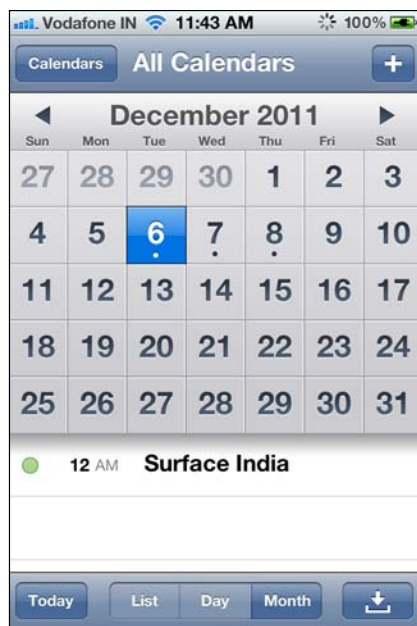 Vodafone IN 11:43 AM 100%
Calendars All Calendars +
December 2011
Sun Mon Tue Wed Thu Fri Sat
27 28 29 30 1 2 3
4 5 6 7 8 9 10
11 12 13 14 15 16 17
18 19 20 21 22 23 24
25 26 27 28 29 30 31
12 AM Surface India
Today List Day Month